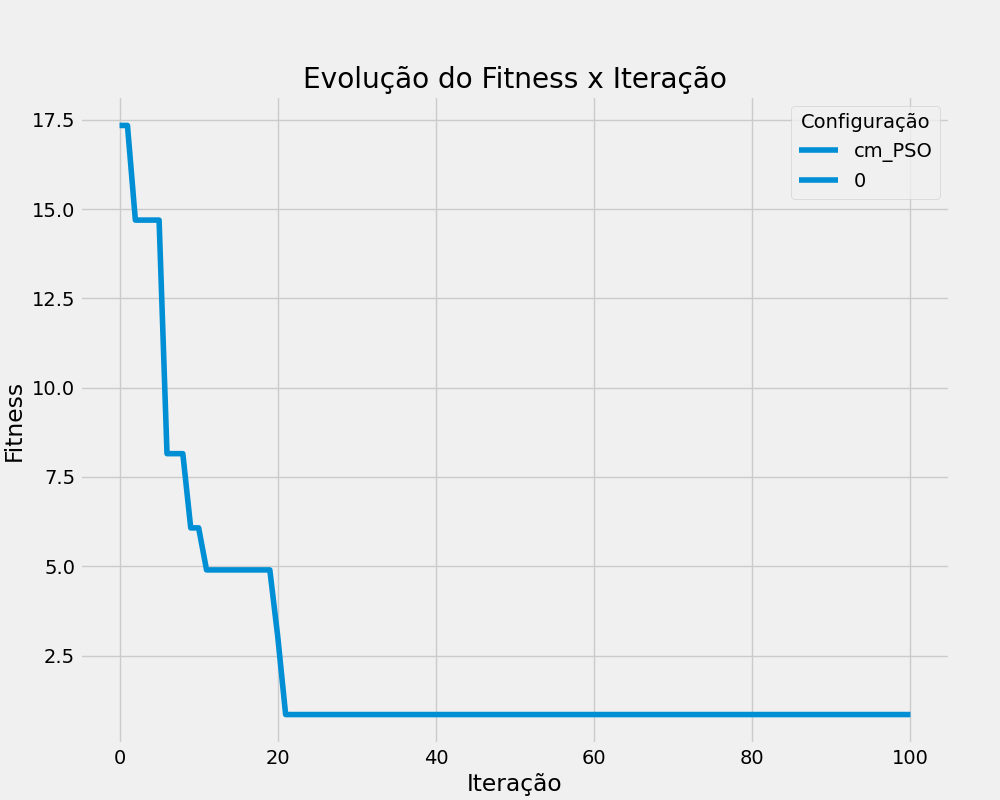 Evolução do Fitness x Iteração
Configuração
cm_PSO
0
Fitness
17.5
15.0
12.5
10.0
7.5
5.0
2.5
0 20 40 60 80 100
Iteração